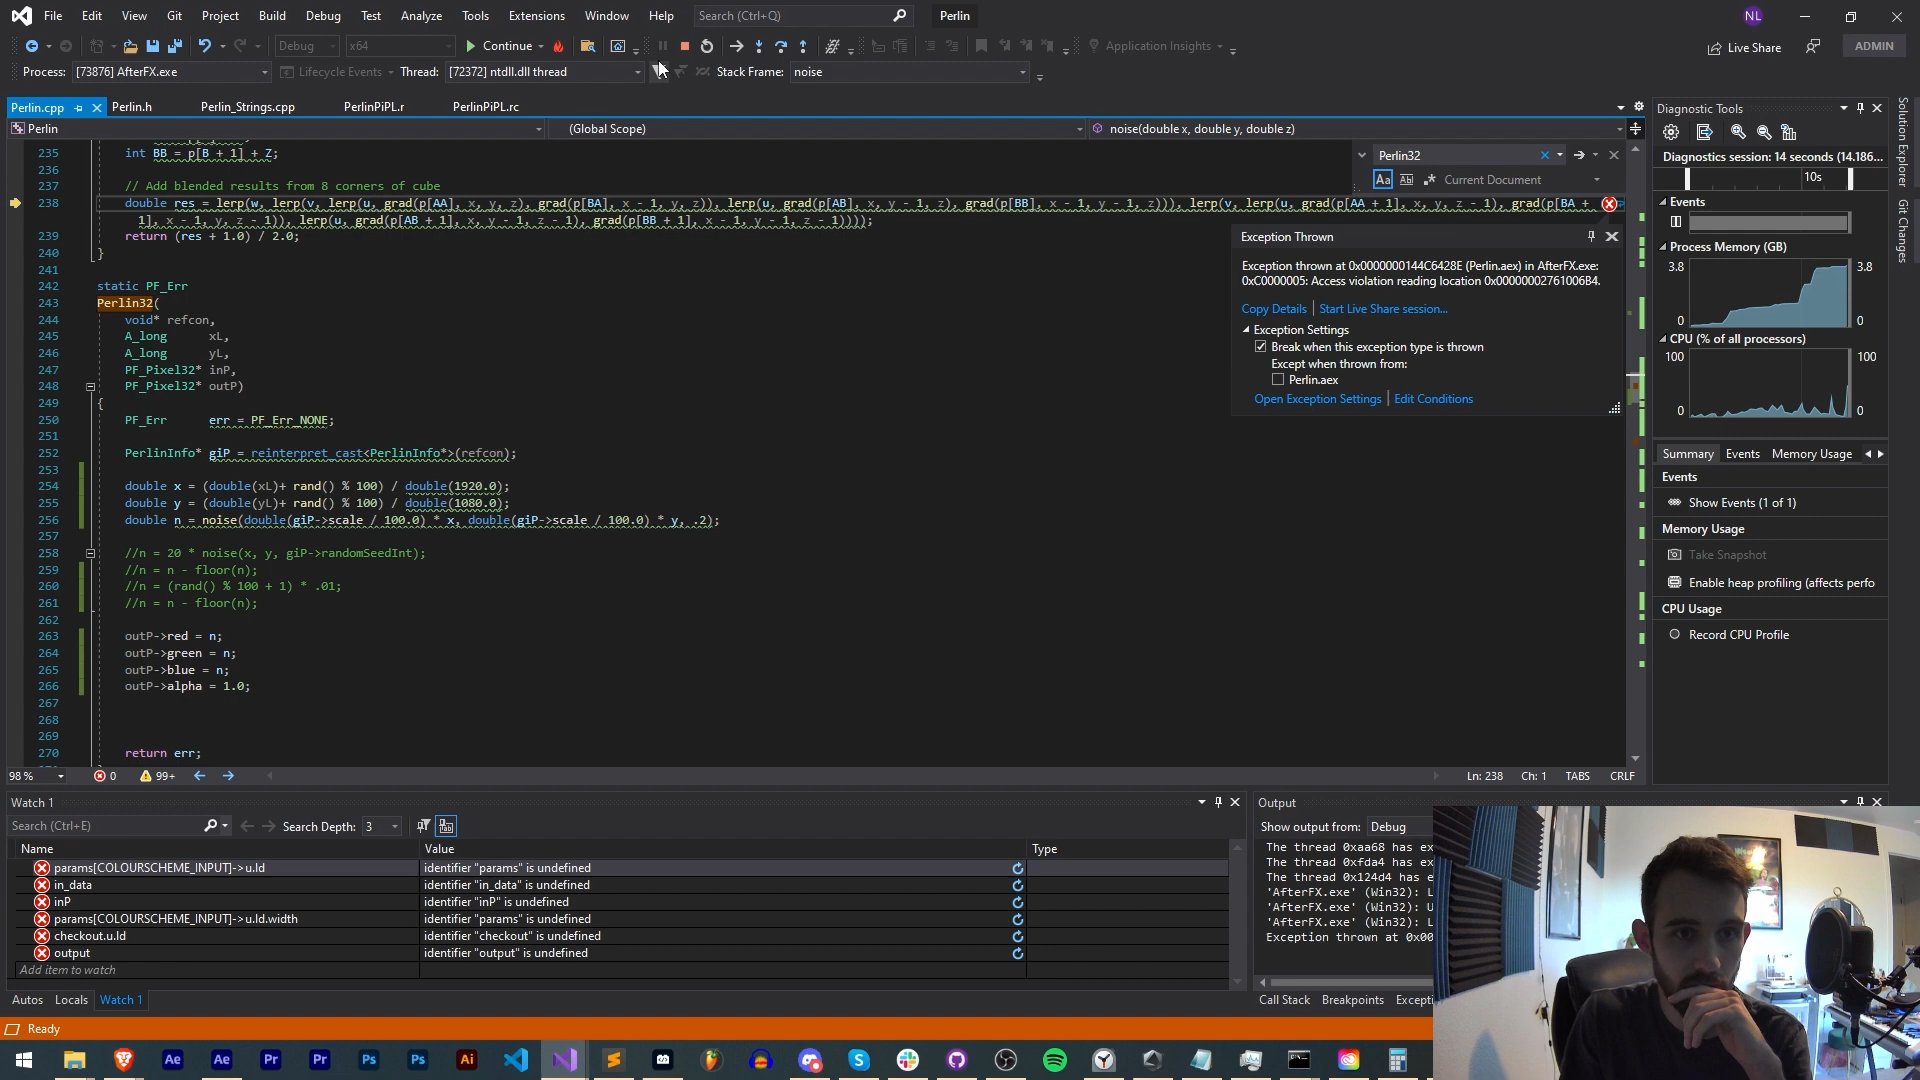 File Edit View Git Project Build Debug Test Analyze Tools Extensions Window Help Search (Ctrl+Q) Perlin NL
Debug x64 Continue Application Insights Live Share ADMIN
Process: [73876] AfterFX.exe Lifecycle Events Thread: [72372] ntdll.dll thread Stack Frame: noise
Perlin.cpp Perlin.h Perlin_Strings.cpp PerlinPiPL.r PerlinPiPL.rc
Perlin (Global Scope) noise(double x, double y, double z)
Perlin32
Aa Ab Current Document
235 int BB = p[B + 1] + Z;
236
237 // Add blended results from 8 corners of cube
238 double res = lerp(w, lerp(v, lerp(u, grad(p[AA], x, y, z), grad(p[BA], x - 1, y, z)), lerp(u, grad(p[AB], x, y - 1, z), grad(p[BB], x - 1, y - 1, z))), lerp(v, lerp(u, grad(p[AA + 1], x, y, z - 1), grad(p[BA +
1], x - 1, y, z - 1)), lerp(u, grad(p[AB + 1], x, y - 1, z - 1), grad(p[BB + 1], x - 1, y - 1, z - 1))));
239 return (res + 1.0) / 2.0;
240 }
241
242 static PF_Err
243 Perlin32(
244 void* refcon,
245 A_long xL,
246 A_long yL,
247 PF_Pixel32* inP,
248 PF_Pixel32* outP)
249 {
250 PF_Err err = PF_Err_NONE;
251
252 PerlinInfo* giP = reinterpret_cast<PerlinInfo*>(refcon);
253
254 double x = (double(xL)+ rand() % 100) / double(1920.0);
255 double y = (double(yL)+ rand() % 100) / double(1080.0);
256 double n = noise(double(giP->scale / 100.0) * x, double(giP->scale / 100.0) * y, .2);
257
258 //n = 20 * noise(x, y, giP->randomSeedInt);
259 //n = n - floor(n);
260 //n = (rand() % 100 + 1) * .01;
261 //n = n - floor(n);
262
263 outP->red = n;
264 outP->green = n;
265 outP->blue = n;
266 outP->alpha = 1.0;
267
268
269
270 return err;
Exception Thrown
Exception thrown at 0x0000000144C6428E (Perlin.aex) in AfterFX.exe:
0xC0000005: Access violation reading location 0x00000002761006B4.
Copy Details Start Live Share session...
Exception Settings
Break when this exception type is thrown
Except when thrown from:
Perlin.aex
Open Exception Settings Edit Conditions
98 % 0 99+ Ln: 238 Ch: 1 TABS CRLF
Diagnostic Tools
Diagnostics session: 14 seconds (14.186...
10s
Events
Process Memory (GB)
3.8 3.8
0 0
CPU (% of all processors)
100 100
0 0
Summary Events Memory Usage
Events
Show Events (1 of 1)
Memory Usage
Take Snapshot
Enable heap profiling (affects perfo
CPU Usage
Record CPU Profile
Solution Explorer
Git Changes
Watch 1
Search (Ctrl+E) Search Depth: 3
Name Value Type
params[COLOURSCHEME_INPUT]->u.ld identifier "params" is undefined
in_data identifier "in_data" is undefined
inP identifier "inP" is undefined
params[COLOURSCHEME_INPUT]->u.ld.width identifier "params" is undefined
checkout.u.ld identifier "checkout" is undefined
output identifier "output" is undefined
Add item to watch
Autos Locals Watch 1
Output
Show output from: Debug
The thread 0xaa68 has ex
The thread 0xfda4 has ex
The thread 0x124d4 has e
'AfterFX.exe' (Win32): L
'AfterFX.exe' (Win32): U
'AfterFX.exe' (Win32): L
Exception thrown at 0x00
Call Stack Breakpoints Excepti
Ready
Ae Ae Pr Pr Ps Ps Ai